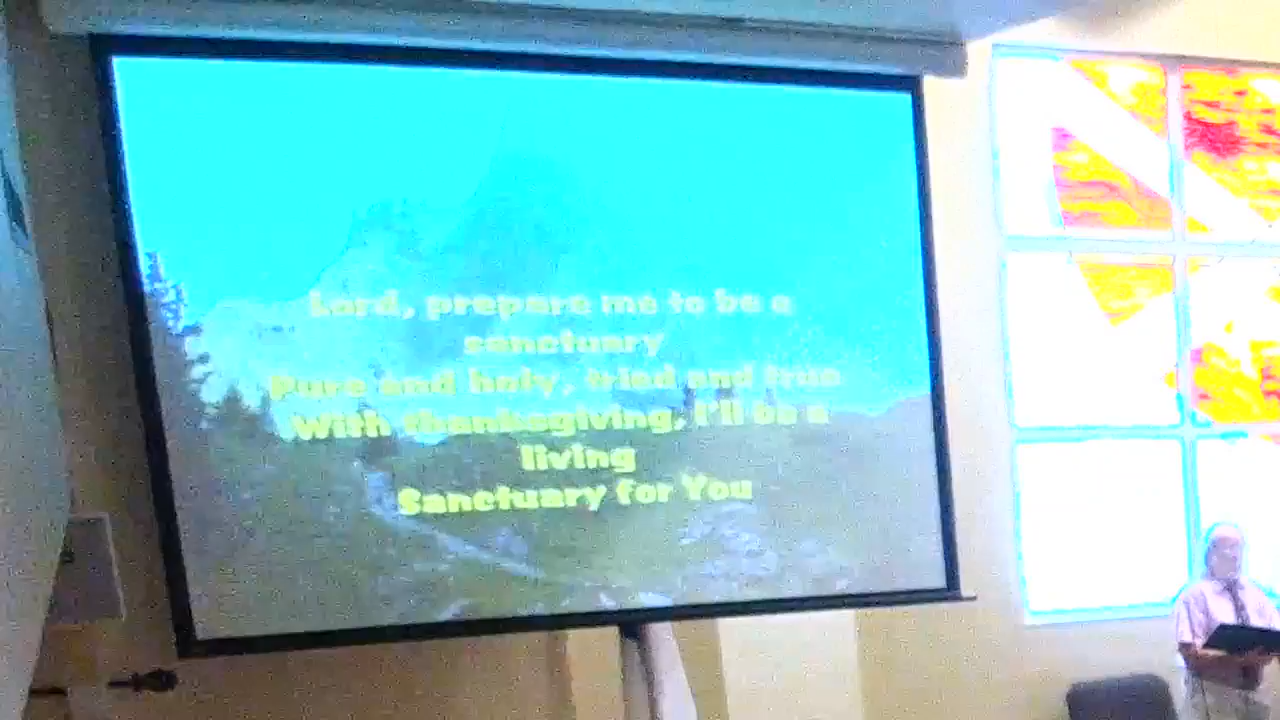 Lord, prepare me to be a
sanctuary
Pure and holy, tried and true
With thanksgiving, I'll be a
living
Sanctuary for You